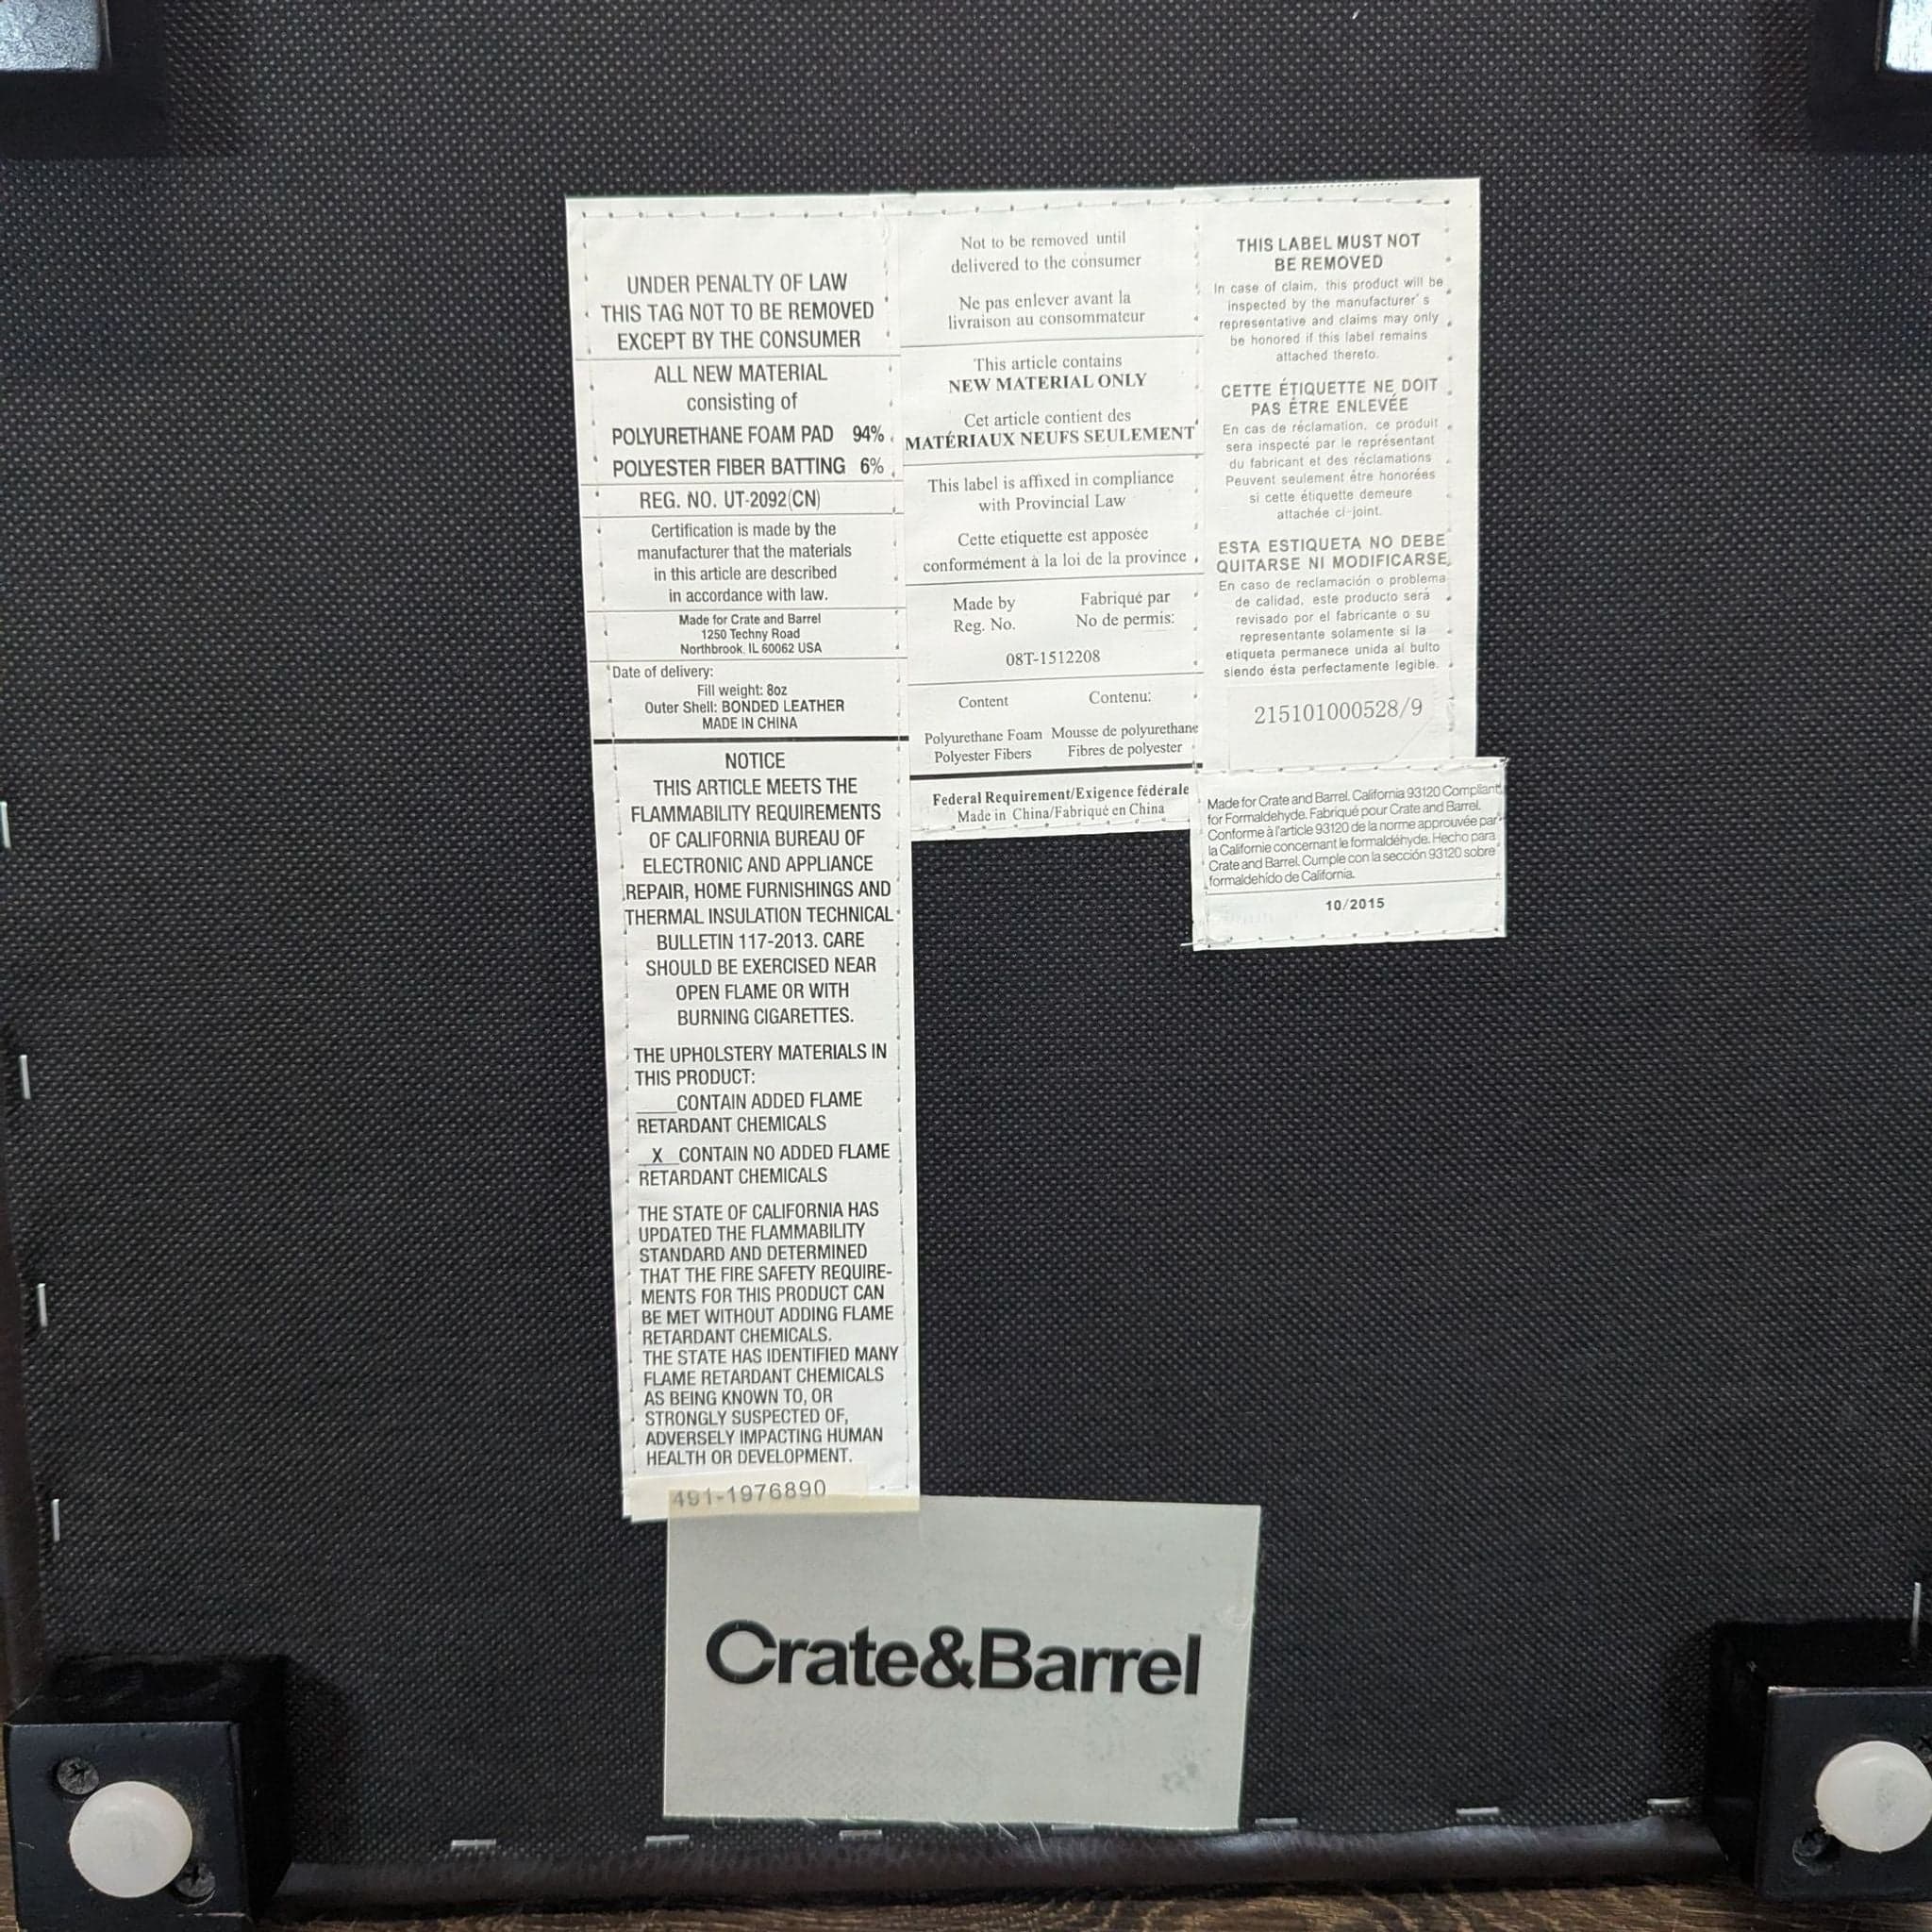 UNDER PENALTY OF LAW
THIS TAG NOT TO BE REMOVED
EXCEPT BY THE CONSUMER
ALL NEW MATERIAL
consisting of
POLYURETHANE FOAM PAD 94%
POLYESTER FIBER BATTING 6%
REG. NO. UT-2092(CN)
Certification is made by the
manufacturer that the materials
in this article are described
in accordance with law.
Made for Crate and Barrel
1250 Techny Road
Northbrook, IL 60062 USA
Date of delivery:
Fill weight: 8oz
Outer Shell: BONDED LEATHER
MADE IN CHINA
NOTICE
THIS ARTICLE MEETS THE
FLAMMABILITY REQUIREMENTS
OF CALIFORNIA BUREAU OF
ELECTRONIC AND APPLIANCE
REPAIR, HOME FURNISHINGS AND
THERMAL INSULATION TECHNICAL
BULLETIN 117-2013. CARE
SHOULD BE EXERCISED NEAR
OPEN FLAME OR WITH
BURNING CIGARETTES.
THE UPHOLSTERY MATERIALS IN
THIS PRODUCT:
____CONTAIN ADDED FLAME
RETARDANT CHEMICALS
_X_CONTAIN NO ADDED FLAME
RETARDANT CHEMICALS
THE STATE OF CALIFORNIA HAS
UPDATED THE FLAMMABILITY
STANDARD AND DETERMINED
THAT THE FIRE SAFETY REQUIRE-
MENTS FOR THIS PRODUCT CAN
BE MET WITHOUT ADDING FLAME
RETARDANT CHEMICALS.
THE STATE HAS IDENTIFIED MANY
FLAME RETARDANT CHEMICALS
AS BEING KNOWN TO, OR
STRONGLY SUSPECTED OF,
ADVERSELY IMPACTING HUMAN
HEALTH OR DEVELOPMENT.
491-1976890
Not to be removed until
delivered to the consumer
Ne pas enlever avant la
livraison au consommateur
This article contains
NEW MATERIAL ONLY
Cet article contient des
MATÉRIAUX NEUFS SEULEMENT
This label is affixed in compliance
with Provincial Law
Cette etiquette est apposée
conformément à la loi de la province
Made by Fabriqué par
Reg. No. No de permis:
08T-1512208
Content Contenu:
Polyurethane Foam Mousse de polyurethane
Polyester Fibers Fibres de polyester
Federal Requirement/Exigence fédérale
Made in China/Fabriqué en China
THIS LABEL MUST NOT
BE REMOVED
In case of claim, this product will be
inspected by the manufacturer's
representative and claims may only
be honored if this label remains
attached thereto.
CETTE ÉTIQUETTE NE DOIT
PAS ÉTRE ENLEVÉE
En cas de réclamation, ce produit
sera inspecté par le représentant
du fabricant et des réclamations
Peuvent seulement étre honorées
si cette étiquette demeure
attachée ci-joint.
ESTA ESTIQUETA NO DEBE
QUITARSE NI MODIFICARSE
En caso de reclamación o problema
de calidad, este producto será
revisado por el fabricante o su
representante solamente si la
etiqueta permanece unida al bulto
siendo ésta perfectamente legible.
215101000528/9
Made for Crate and Barrel. California 93120 Compliant
for Formaldehyde. Fabriqué pour Crate and Barrel.
Conforme à l'article 93120 de la norme approuvée par
la Californie concernant le formaldéhyde. Hecho para
Crate and Barrel. Cumple con la sección 93120 sobre
formaldehído de California.
10/2015
Crate&Barrel